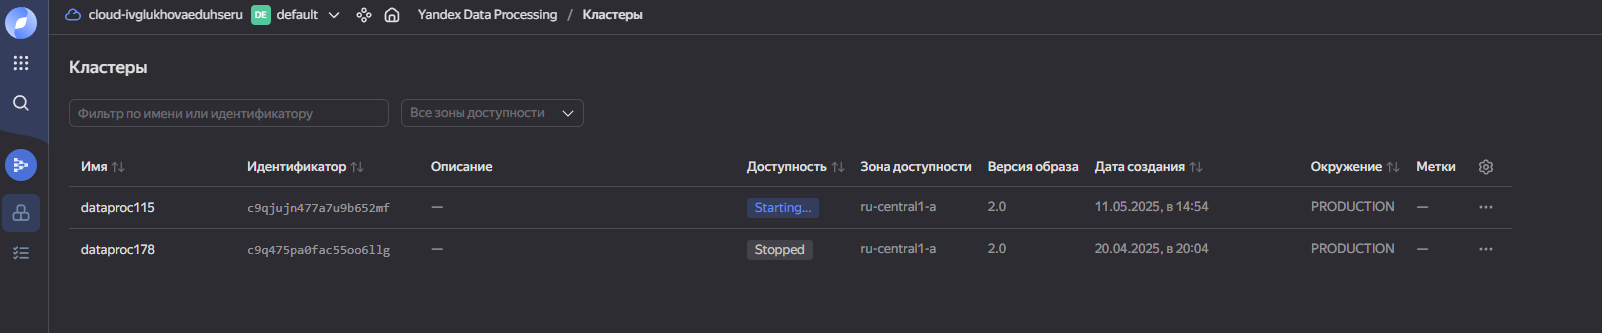 cloud-ivglukhovaeduhseru DE default Yandex Data Processing / Кластеры
Кластеры
Фильтр по имени или идентификатору Все зоны доступности
Имя Идентификатор Описание Доступность Зона доступности Версия образа Дата создания Окружение Метки
dataproc115 c9qjujn477a7u9b652mf — Starting... ru-central1-a 2.0 11.05.2025, в 14:54 PRODUCTION —
dataproc178 c9q475pa0fac55oo6llg — Stopped ru-central1-a 2.0 20.04.2025, в 20:04 PRODUCTION —